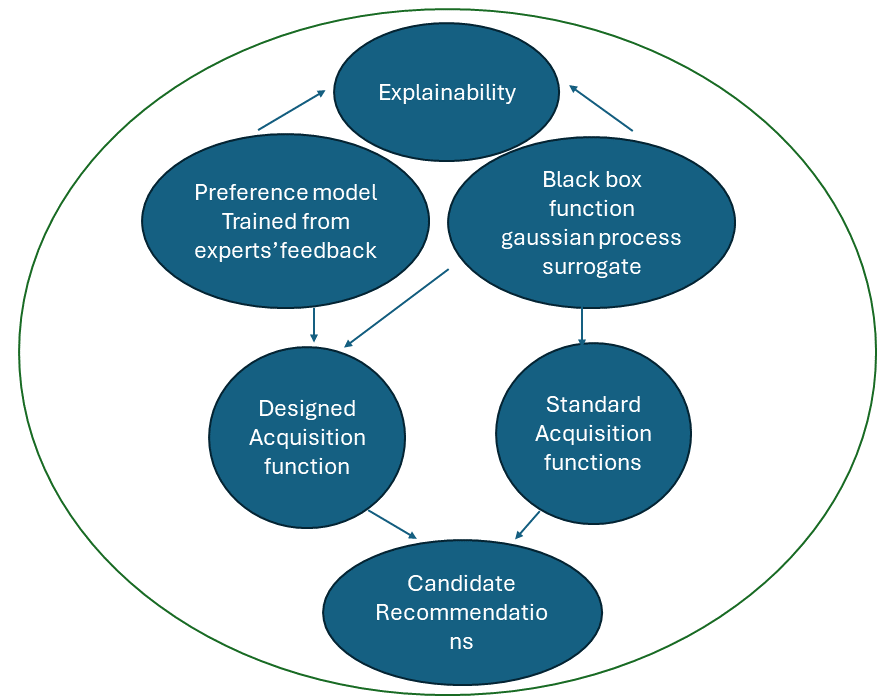 Explainability
Preference model
Trained from
experts’ feedback
Black box
function
gaussian process
surrogate
Designed
Acquisition
function
Standard
Acquisition
functions
Candidate
Recommendatio
ns